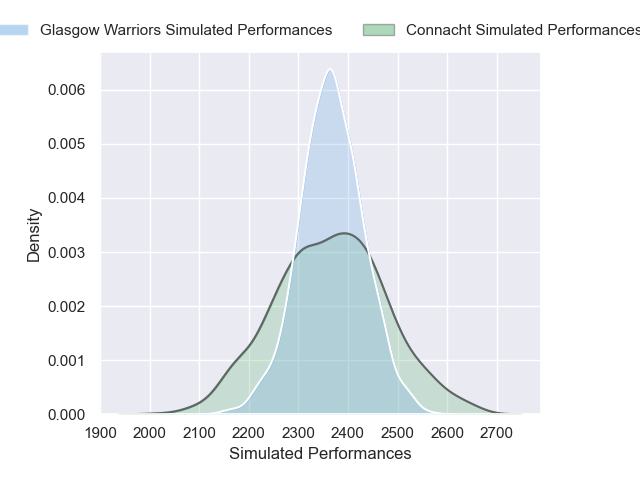 Glasgow Warriors Simulated Performances
Connacht Simulated Performances
0.006
0.005
0.004
0.003
0.002
0.001
0.000
Density
1900 2000 2100 2200 2300 2400 2500 2600 2700
Simulated Performances